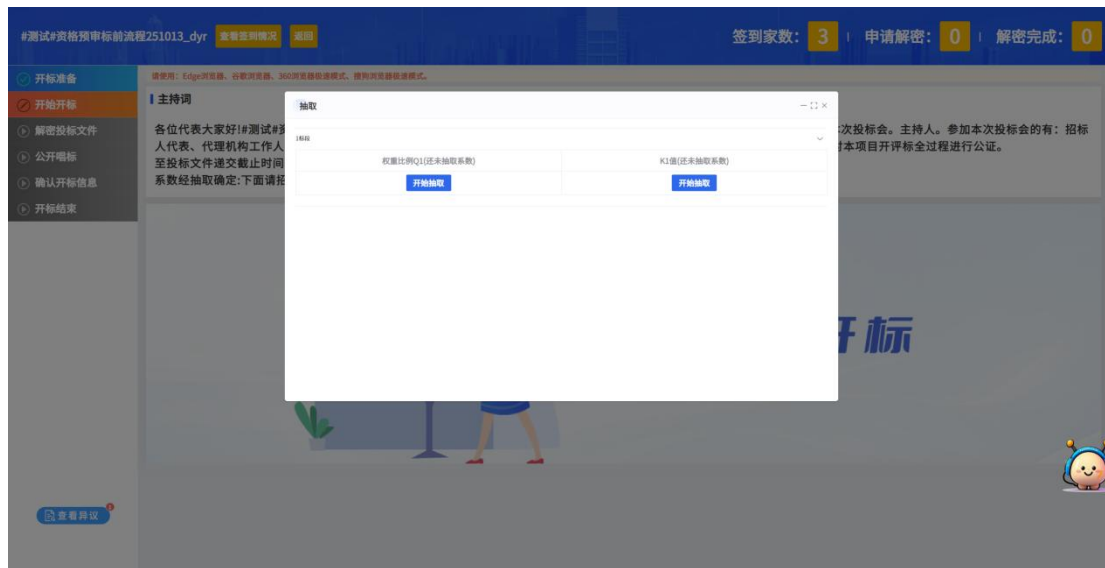 #测试#资格预审标前流程251013_dyr 查看签到情况 返回 签到家数： 3 申请解密： 0 解密完成： 0
开标准备
开始开标
解密投标文件
公开唱标
确认开标信息
开标结束
查看异议
请使用：Edge浏览器、谷歌浏览器、360浏览器极速模式、搜狗浏览器极速模式。
主持词
各位代表大家好!#测试#资 次投标会。主持人。参加本次投标会的有：招标
人代表、代理机构工作人 对本项目开评标全过程进行公证。
至投标文件递交截止时间
系数经抽取确定:下面请招
抽取
1标段
权重比例Q1(还未抽取系数) K1值(还未抽取系数)
开始抽取 开始抽取
开标